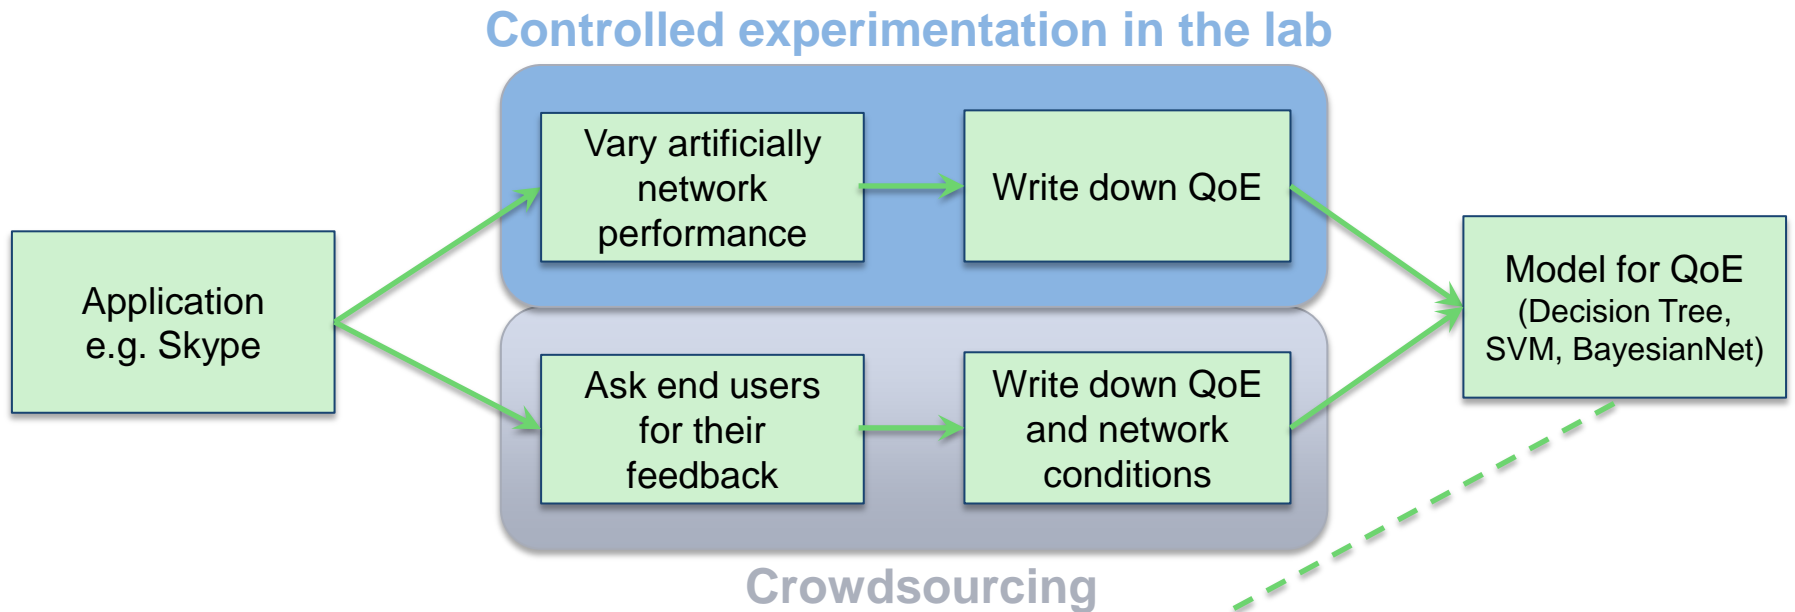 Controlled experimentation in the lab
Vary artificially
network
performance
Write down QoE
Application
e.g. Skype
Model for QoE
(Decision Tree,
SVM, BayesianNet)
Ask end users
for their
feedback
Write down QoE
and network
conditions
Crowdsourcing